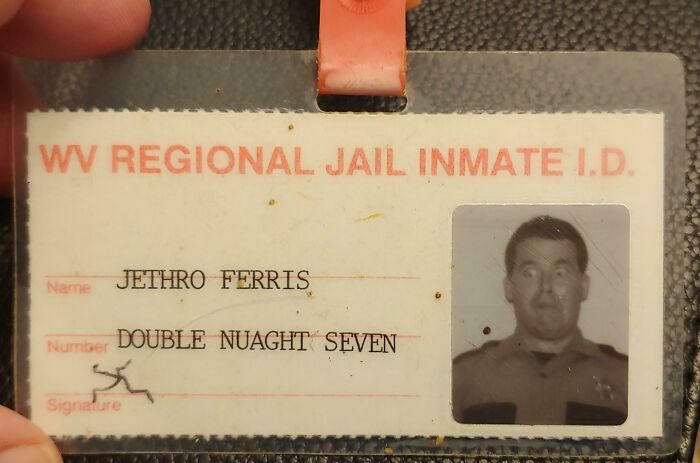 WV REGIONAL JAIL INMATE I.D.
Name JETHRO FERRIS
Number DOUBLE NUAGHT SEVEN
Signature